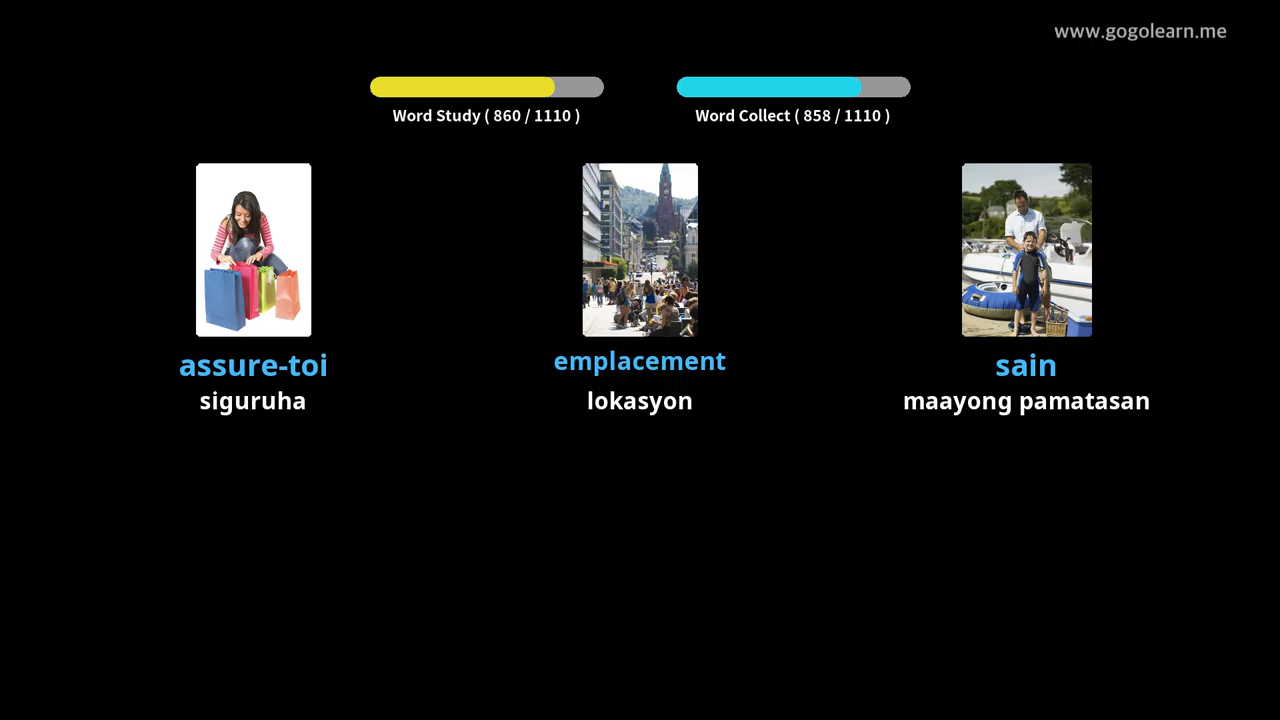 www.gogolearn.me
Word Study ( 860 / 1110 )
Word Collect ( 858 / 1110 )
assure-toi
siguruha
emplacement
lokasyon
sain
maayong pamatasan